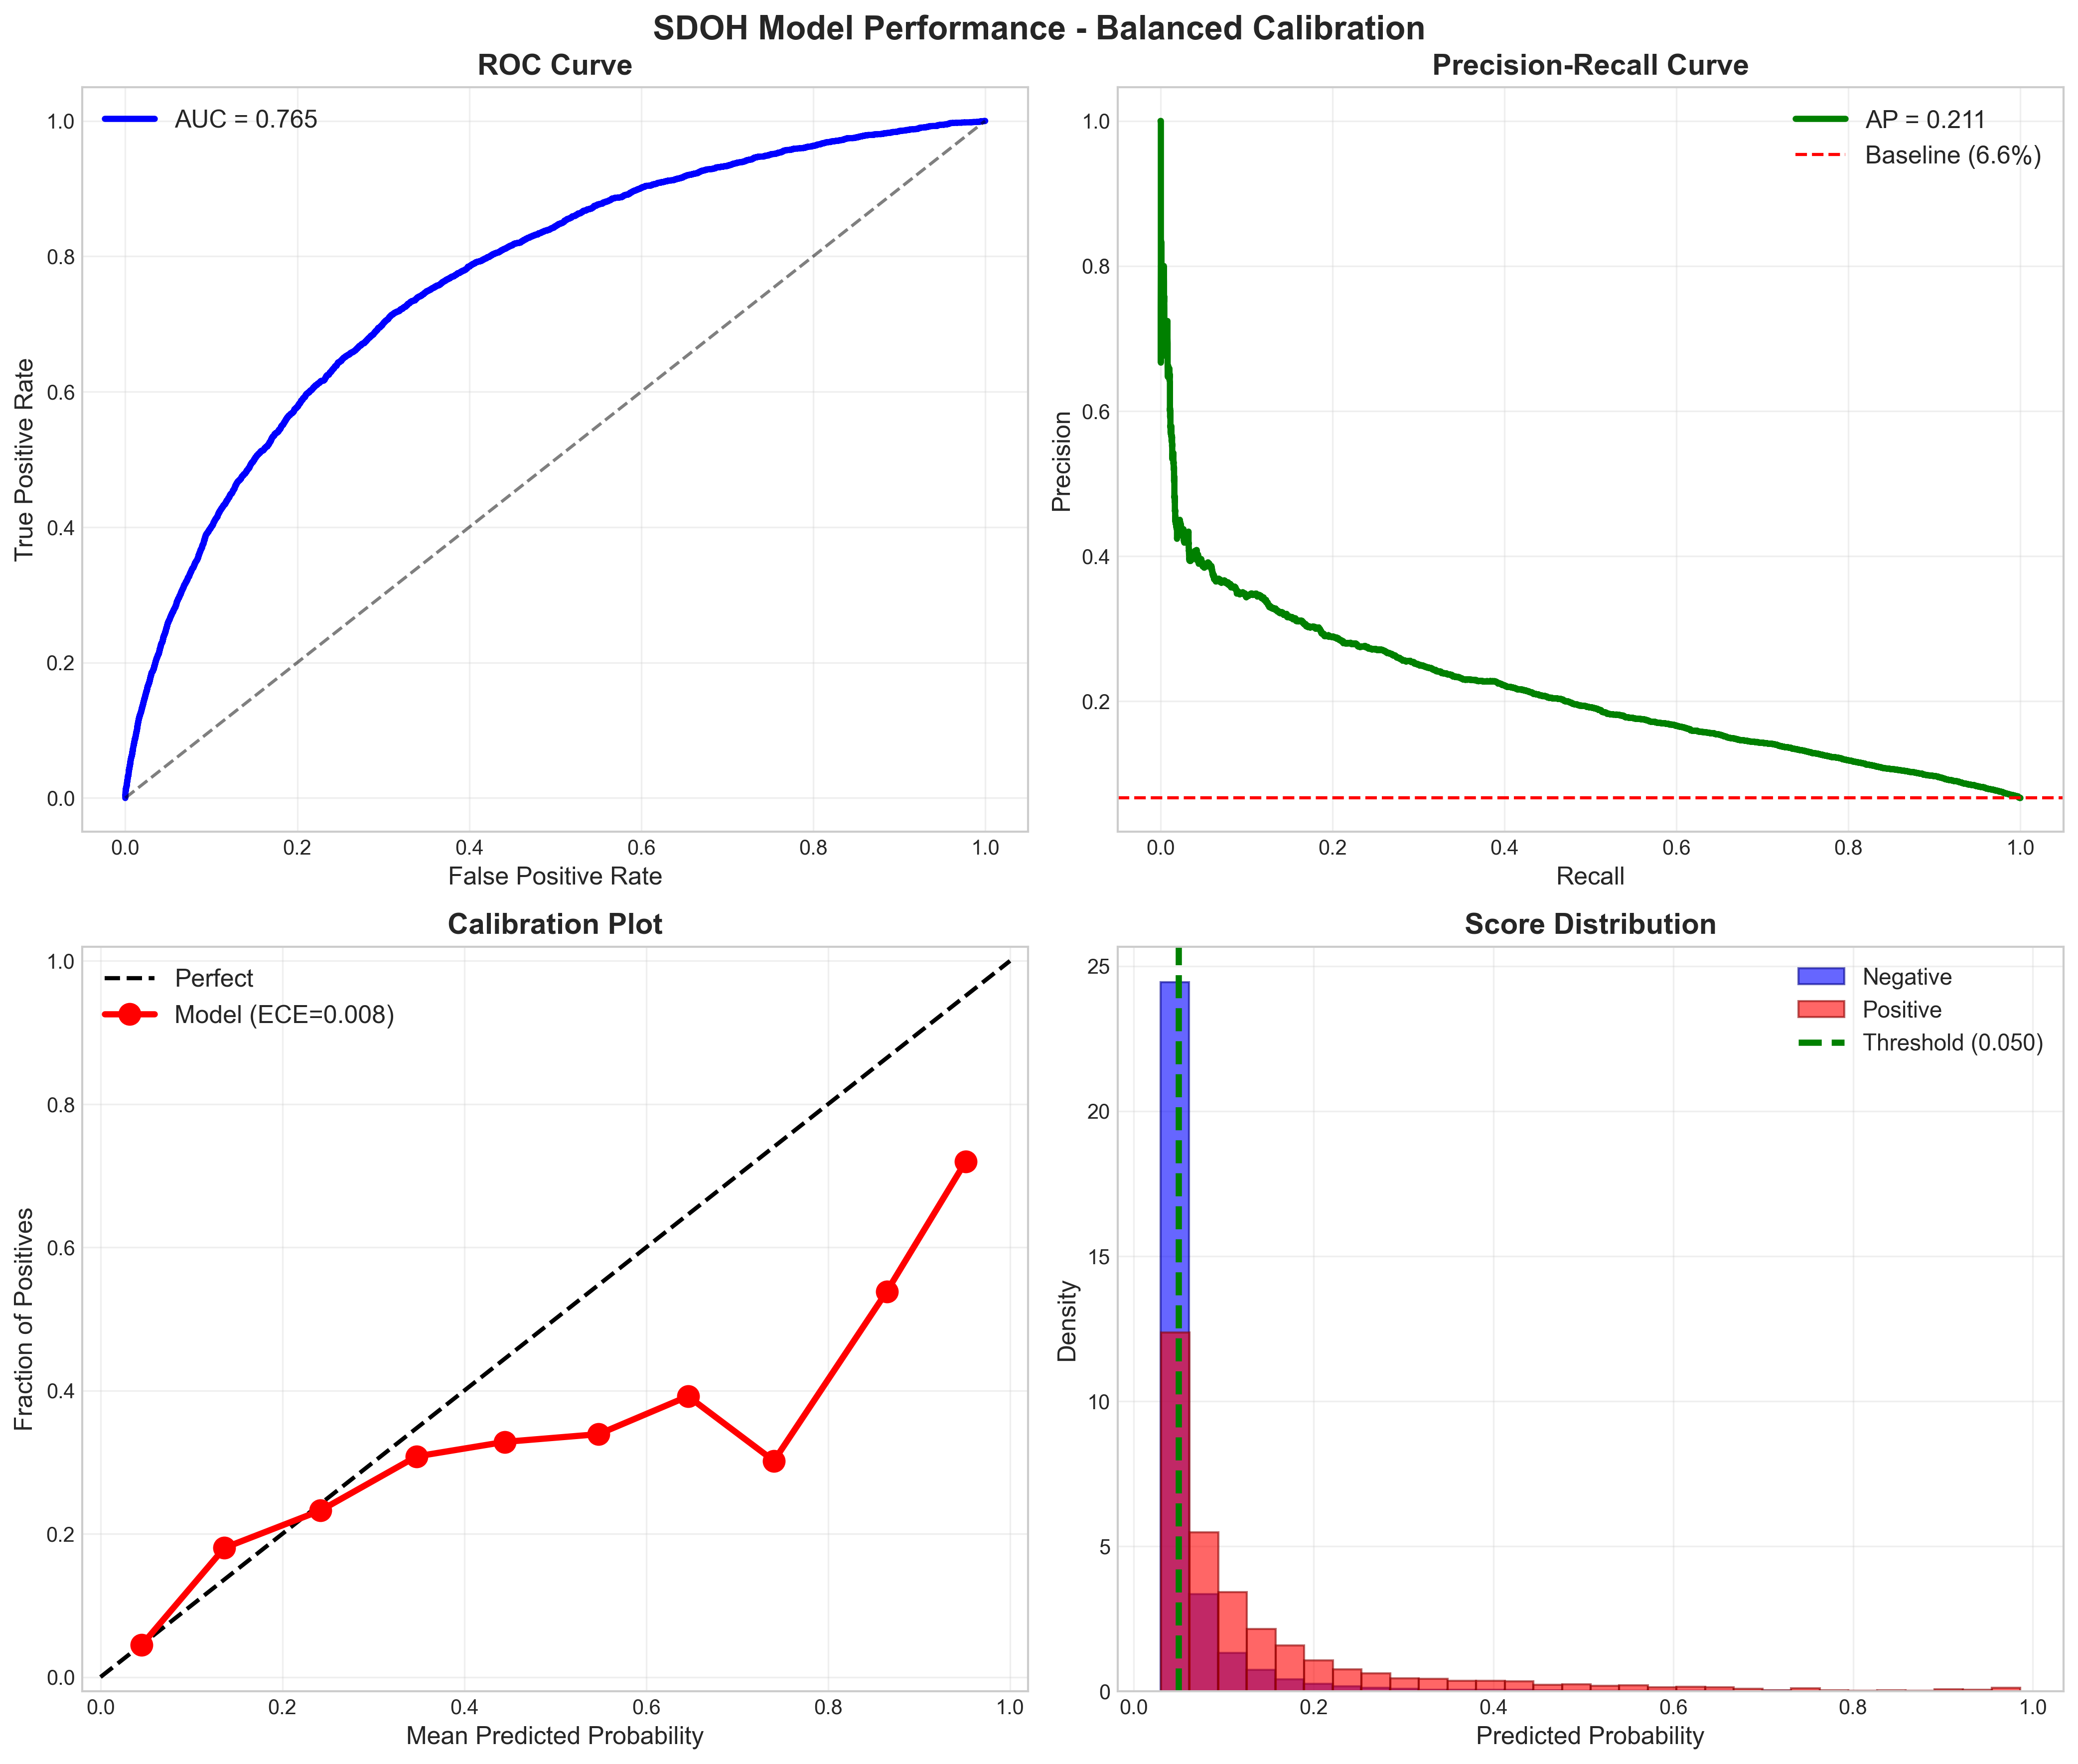 SDOH Model Performance - Balanced Calibration
ROC Curve
AUC = 0.765
1.0
0.8
0.6
0.4
0.2
0.0
True Positive Rate
0.0 0.2 0.4 0.6 0.8 1.0
False Positive Rate
Precision-Recall Curve
AP = 0.211
Baseline (6.6%)
1.0
0.8
0.6
0.4
0.2
Precision
0.0 0.2 0.4 0.6 0.8 1.0
Recall
Calibration Plot
Perfect
Model (ECE=0.008)
1.0
0.8
0.6
0.4
0.2
0.0
Fraction of Positives
0.0 0.2 0.4 0.6 0.8 1.0
Mean Predicted Probability
Score Distribution
Negative
Positive
Threshold (0.050)
25
20
15
10
5
0
Density
0.0 0.2 0.4 0.6 0.8 1.0
Predicted Probability